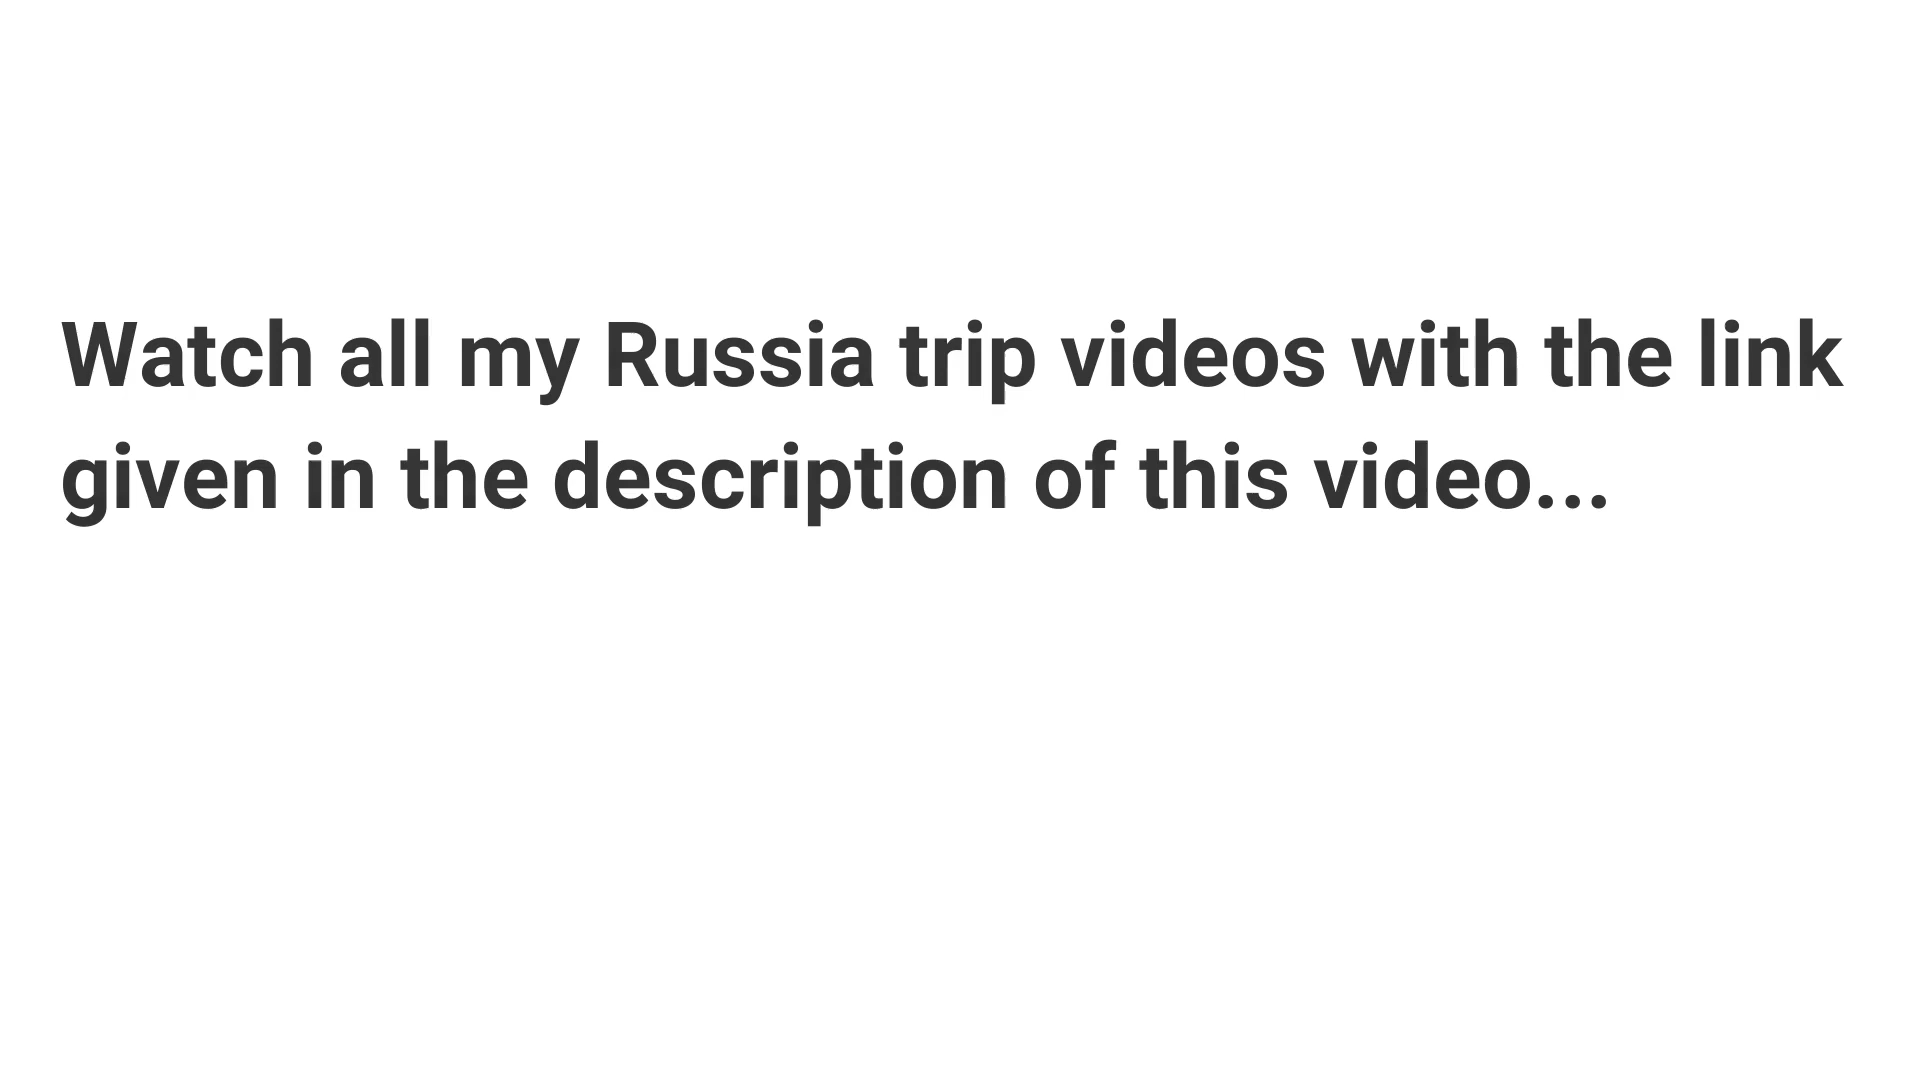 Watch all my Russia trip videos with the link
given in the description of this video...